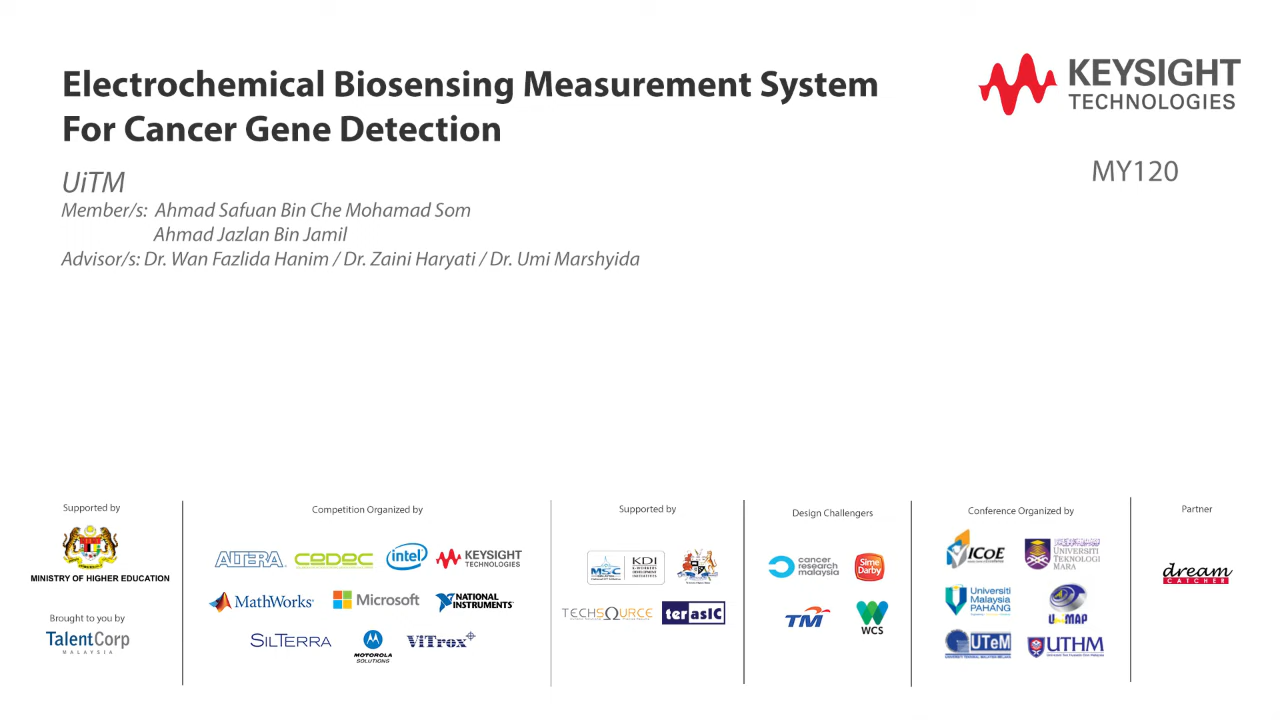 Electrochemical Biosensing Measurement System
For Cancer Gene Detection
KEYSIGHT
TECHNOLOGIES
MY120
UiTM
Member/s: Ahmad Safuan Bin Che Mohamad Som
Ahmad Jazlan Bin Jamil
Advisor/s: Dr. Wan Fazlida Hanim / Dr. Zaini Haryati / Dr. Umi Marshyida
Supported by
MINISTRY OF HIGHER EDUCATION
Brought to you by
TalentCorp
MALAYSIA
Competition Organized by
ALTERA
CEDEC
intel
KEYSIGHT
TECHNOLOGIES
MathWorks
Microsoft
NATIONAL
INSTRUMENTS
SILTERRA
MOTOROLA
SOLUTIONS
ViTrox
Supported by
MSC
KDI
TECHSOURCE
terasIC
Design Challengers
cancer
research
malaysia
Sime
Darby
TM
WCS
Conference Organized by
ICoE
UNIVERSITI
TEKNOLOGI
MARA
Universiti
Malaysia
PAHANG
UniMAP
UTeM
UTHM
Partner
dream
CATCHER